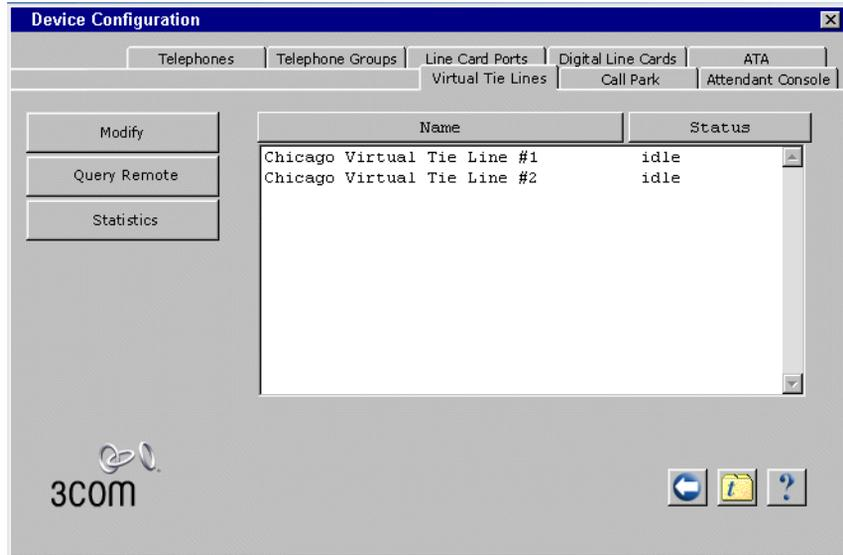 Device Configuration
Telephones
Telephone Groups
Line Card Ports
Digital Line Cards
ATA
Virtual Tie Lines
Call Park
Attendant Console
Modify
Query Remote
Statistics
Name Status
Chicago Virtual Tie Line #1 idle
Chicago Virtual Tie Line #2 idle
3COM
t ?